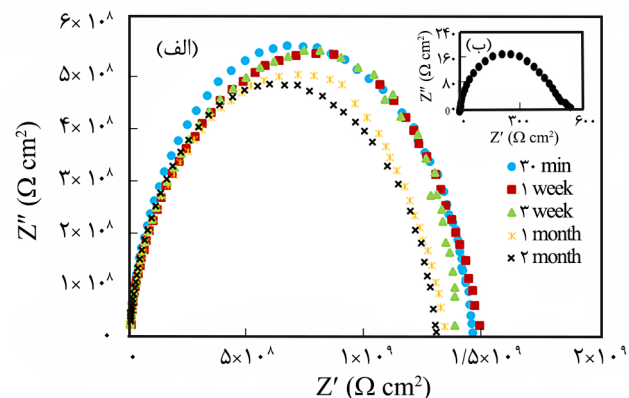 (الف)
Z″ (Ω cm²)
۶× ۱۰⁸
۵× ۱۰⁸
۴× ۱۰⁸
۳× ۱۰⁸
۲× ۱۰⁸
۱× ۱۰⁸
۰
۰
۵×۱۰⁸
۱×۱۰⁹
۱/۵×۱۰⁹
۲×۱۰⁹
Z′ (Ω cm²)
(ب)
Z″ (Ω cm²)
۲۴۰
۱۶۰
۸۰
۰
۰
۳۰۰
۶۰۰
Z′ (Ω cm²)
۳۰ min
۱ week
۳ week
۱ month
۲ month